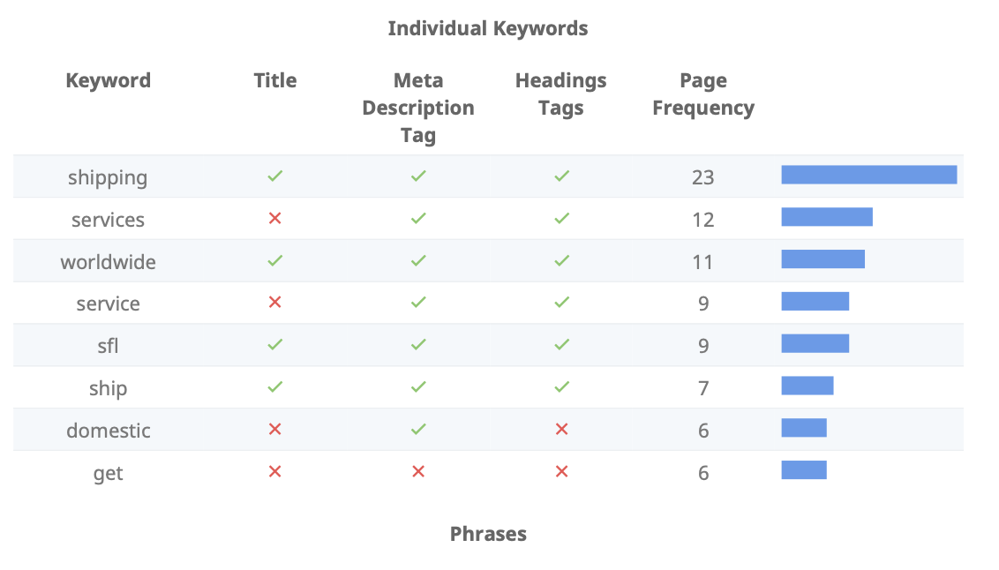 Individual Keywords
Keyword Title Meta Description Tag Headings Tags Page Frequency
shipping ✓ ✓ ✓ 23
services ✕ ✓ ✓ 12
worldwide ✓ ✓ ✓ 11
service ✕ ✓ ✓ 9
sfl ✓ ✓ ✓ 9
ship ✓ ✓ ✓ 7
domestic ✕ ✓ ✕ 6
get ✕ ✕ ✕ 6
Phrases